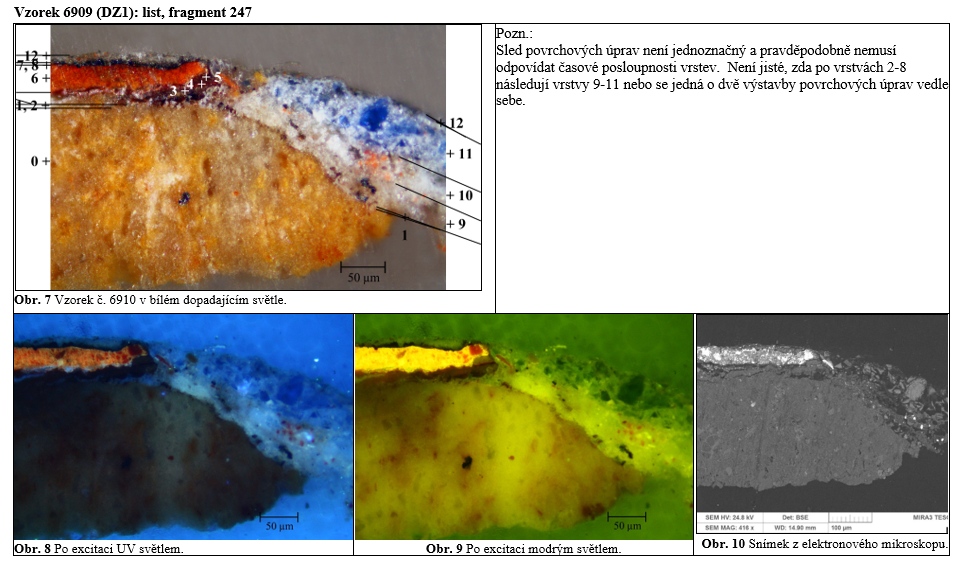 Vzorek 6909 (DZ1): list, fragment 247
12 +
7, 8 +
6 +
1, 2 +
0 +
3 +
4 +
+ 5
+ 12
+ 11
+ 10
+ 9
1
50 µm
Pozn.:
Sled povrchových úprav není jednoznačný a pravděpodobně nemusí
odpovídat časové posloupnosti vrstev. Není jisté, zda po vrstvách 2-8
následují vrstvy 9-11 nebo se jedná o dvě výstavby povrchových úprav vedle
sebe.
Obr. 7 Vzorek č. 6910 v bílém dopadajícím světle.
50 µm
50 µm
SEM HV: 24.8 kV Det: BSE MIRA3 TES
SEM MAG: 416 x WD: 14.90 mm 100 µm
Obr. 8 Po excitaci UV světlem.
Obr. 9 Po excitaci modrým světlem.
Obr. 10 Snímek z elektronového mikroskopu.